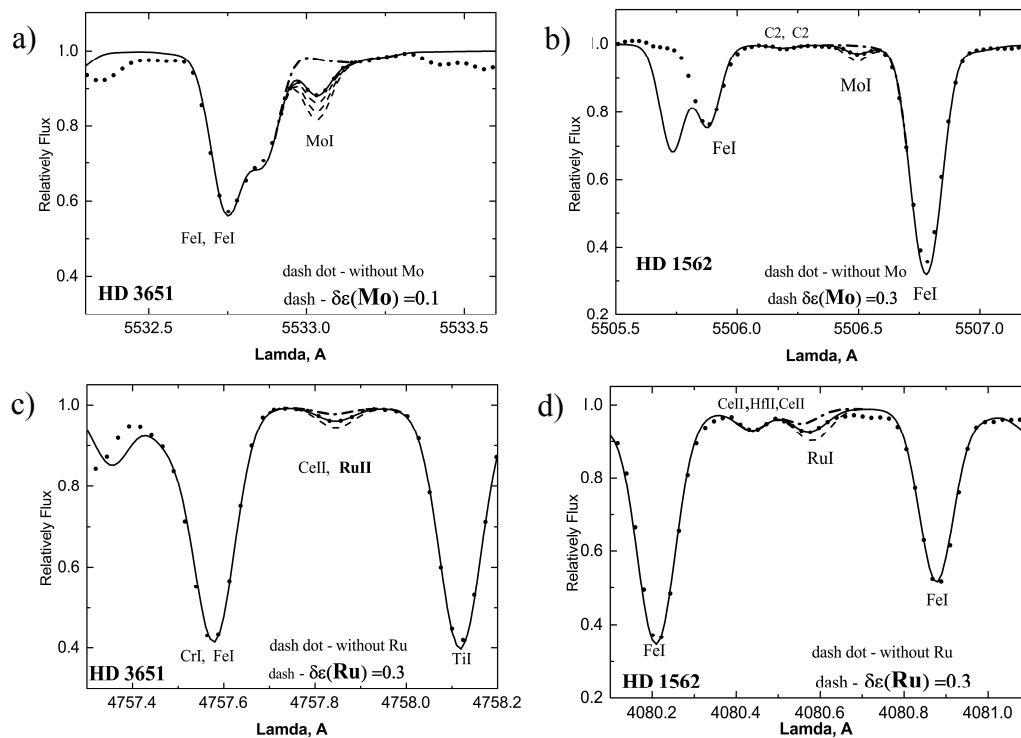 a)
1.0
0.8
0.6
0.4
Relatively Flux
MoI
FeI, FeI
HD 3651
dash dot - without Mo
dash - δε(Mo) =0.1
5532.5
5533.0
5533.5
Lamda, A
b)
1.0
0.8
0.6
0.4
0.2
Relatively Flux
C2, C2
MoI
FeI
HD 1562
dash dot - without Mo
dash δε(Mo) =0.3
FeI
5505.5
5506.0
5506.5
5507.0
Lamda, A
c)
1.0
0.8
0.6
0.4
Relatively Flux
CeII, RuII
CrI, FeI
TiI
HD 3651
dash dot - without Ru
dash - δε(Ru) =0.3
4757.4
4757.6
4757.8
4758.0
4758.2
Lamda, A
d)
1.0
0.8
0.6
0.4
0.2
Relatively Flux
CeII,HfII,CeII
RuI
FeI
FeI
dash dot - without Ru
HD 1562
dash - δε(Ru) =0.3
4080.2
4080.4
4080.6
4080.8
4081.0
Lamda, A